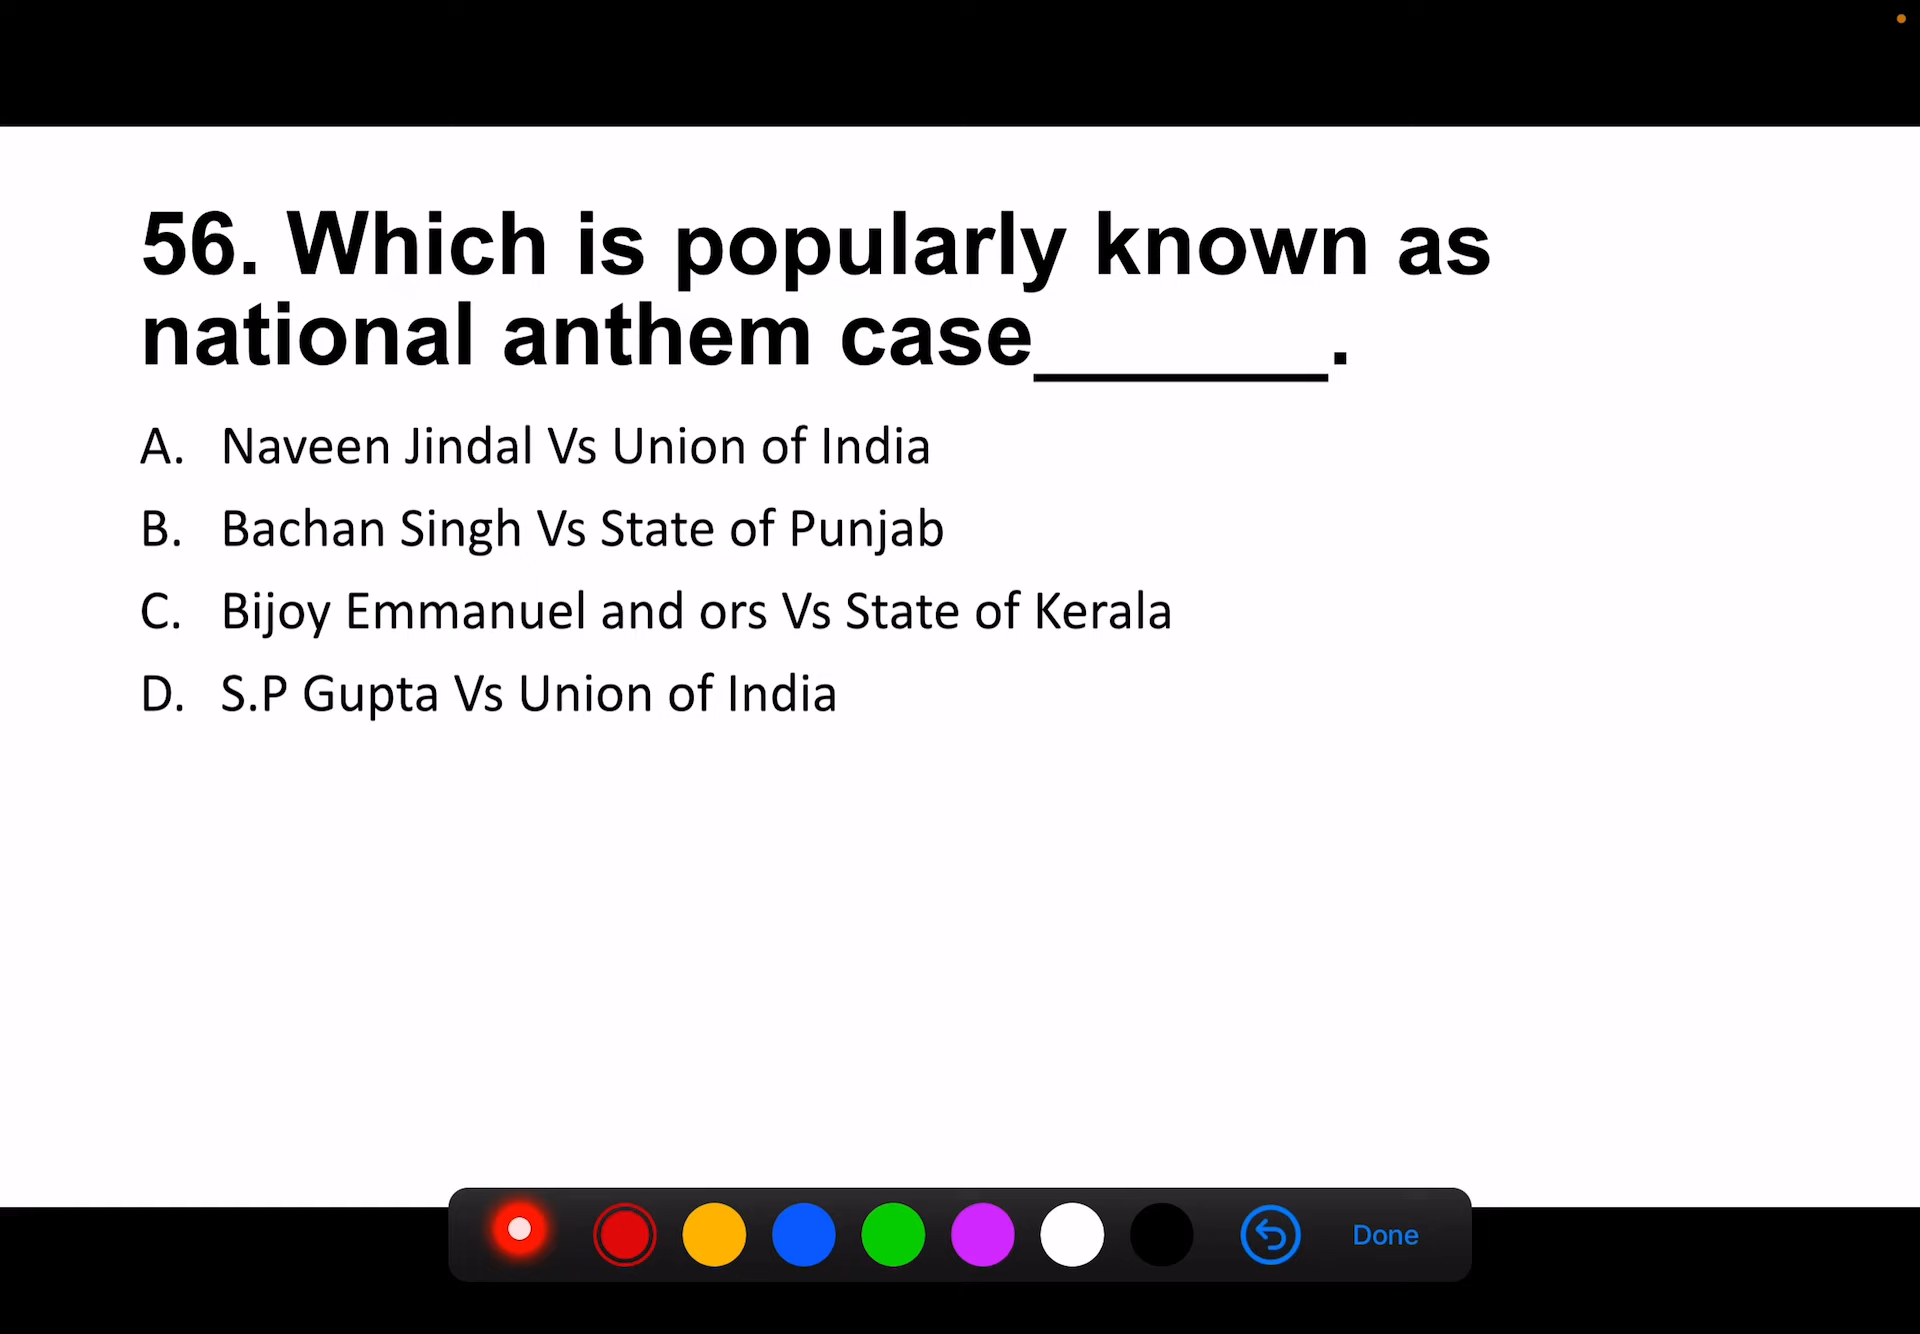 56. Which is popularly known as
national anthem case_______.
A. Naveen Jindal Vs Union of India
B. Bachan Singh Vs State of Punjab
C. Bijoy Emmanuel and ors Vs State of Kerala
D. S.P Gupta Vs Union of India
Done